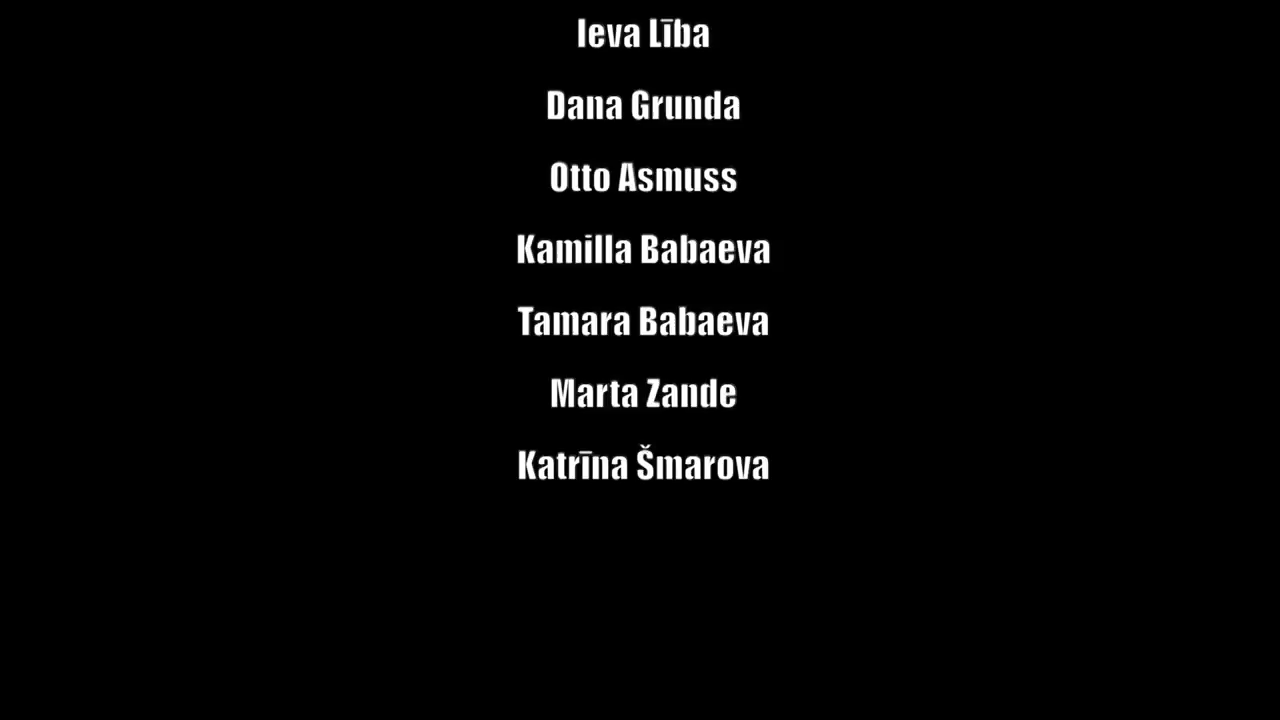 Ieva Lība
Dana Grunda
Otto Asmuss
Kamilla Babaeva
Tamara Babaeva
Marta Zande
Katrīna Šmarova